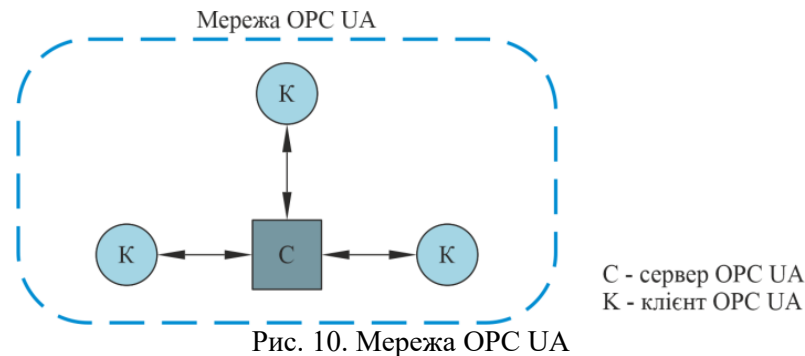 Мережа OPC UA
К
К
С
К
С - сервер OPC UA
К - клієнт OPC UA
Рис. 10. Мережа OPC UA